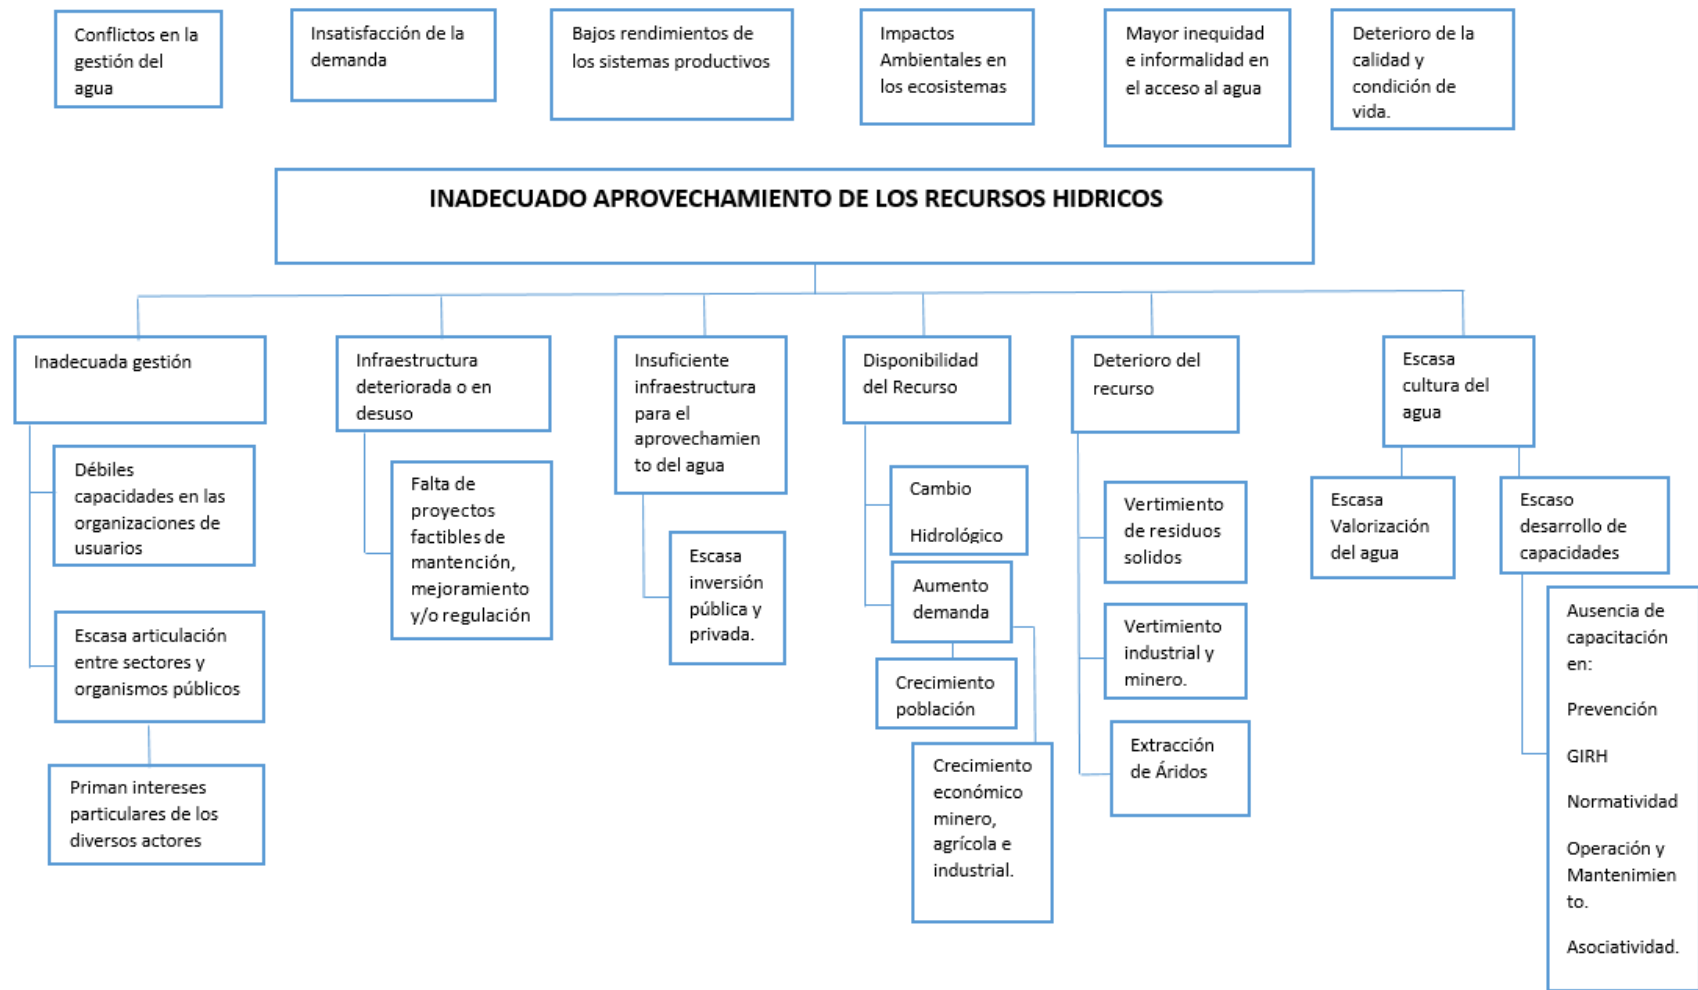 Conflictos en la
gestión del
agua
Insatisfacción de la
demanda
Bajos rendimientos de
los sistemas productivos
Impactos
Ambientales en
los ecosistemas
Mayor inequidad
e informalidad en
el acceso al agua
Deterioro de la
calidad y
condición de
vida.
INADECUADO APROVECHAMIENTO DE LOS RECURSOS HIDRICOS
Inadecuada gestión
Débiles
capacidades en las
organizaciones de
usuarios
Escasa articulación
entre sectores y
organismos públicos
Priman intereses
particulares de los
diversos actores
Infraestructura
deteriorada o en
desuso
Falta de
proyectos
factibles de
mantención,
mejoramiento
y/o regulación
Insuficiente
infraestructura
para el
aprovechamien
to del agua
Escasa
inversión
pública y
privada.
Disponibilidad
del Recurso
Cambio
Hidrológico
Aumento
demanda
Crecimiento
población
Crecimiento
económico
minero,
agrícola e
industrial.
Deterioro del
recurso
Vertimiento
de residuos
solidos
Vertimiento
industrial y
minero.
Extracción
de Áridos
Escasa
cultura del
agua
Escasa
Valorización
del agua
Escaso
desarrollo de
capacidades
Ausencia de
capacitación
en:
Prevención
GIRH
Normatividad
Operación y
Mantenimien
to.
Asociatividad.